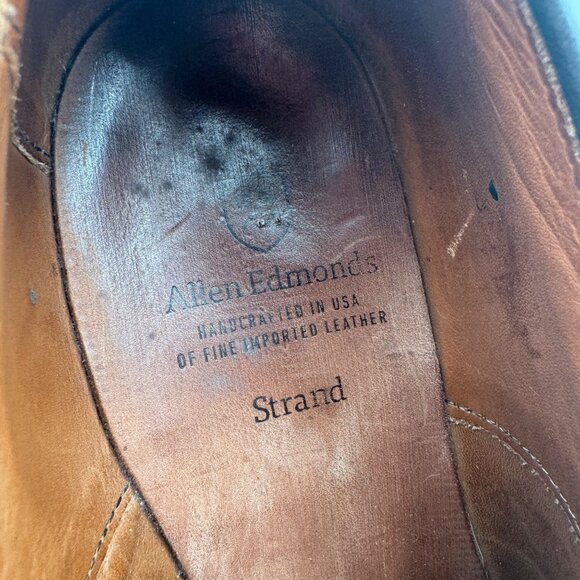 Allen Edmonds
HANDCRAFTED IN USA
OF FINE IMPORTED LEATHER
Strand